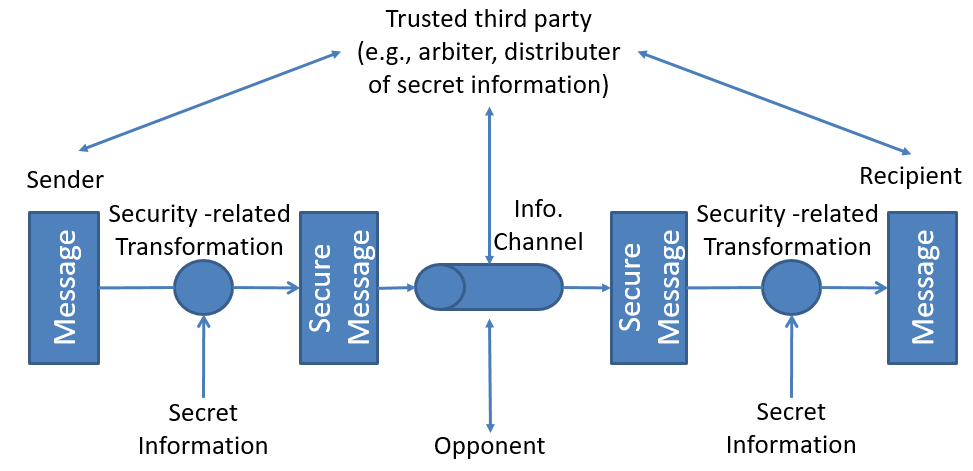 Trusted third party
(e.g., arbiter, distributer
of secret information)
Sender
Recipient
Security -related
Transformation
Info.
Channel
Security -related
Transformation
Message
Secure
Message
Secure
Message
Message
Secret
Information
Opponent
Secret
Information